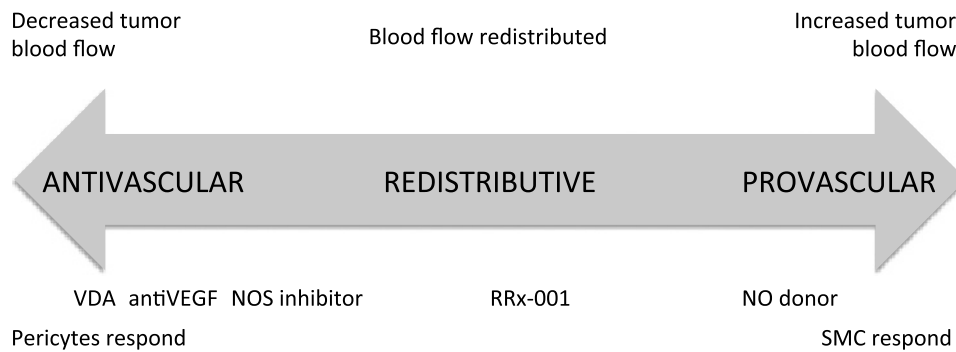 Decreased tumor
blood flow
Blood flow redistributed
Increased tumor
blood flow
ANTIVASCULAR REDISTRIBUTIVE PROVASCULAR
VDA antiVEGF NOS inhibitor RRx-001 NO donor
Pericytes respond SMC respond